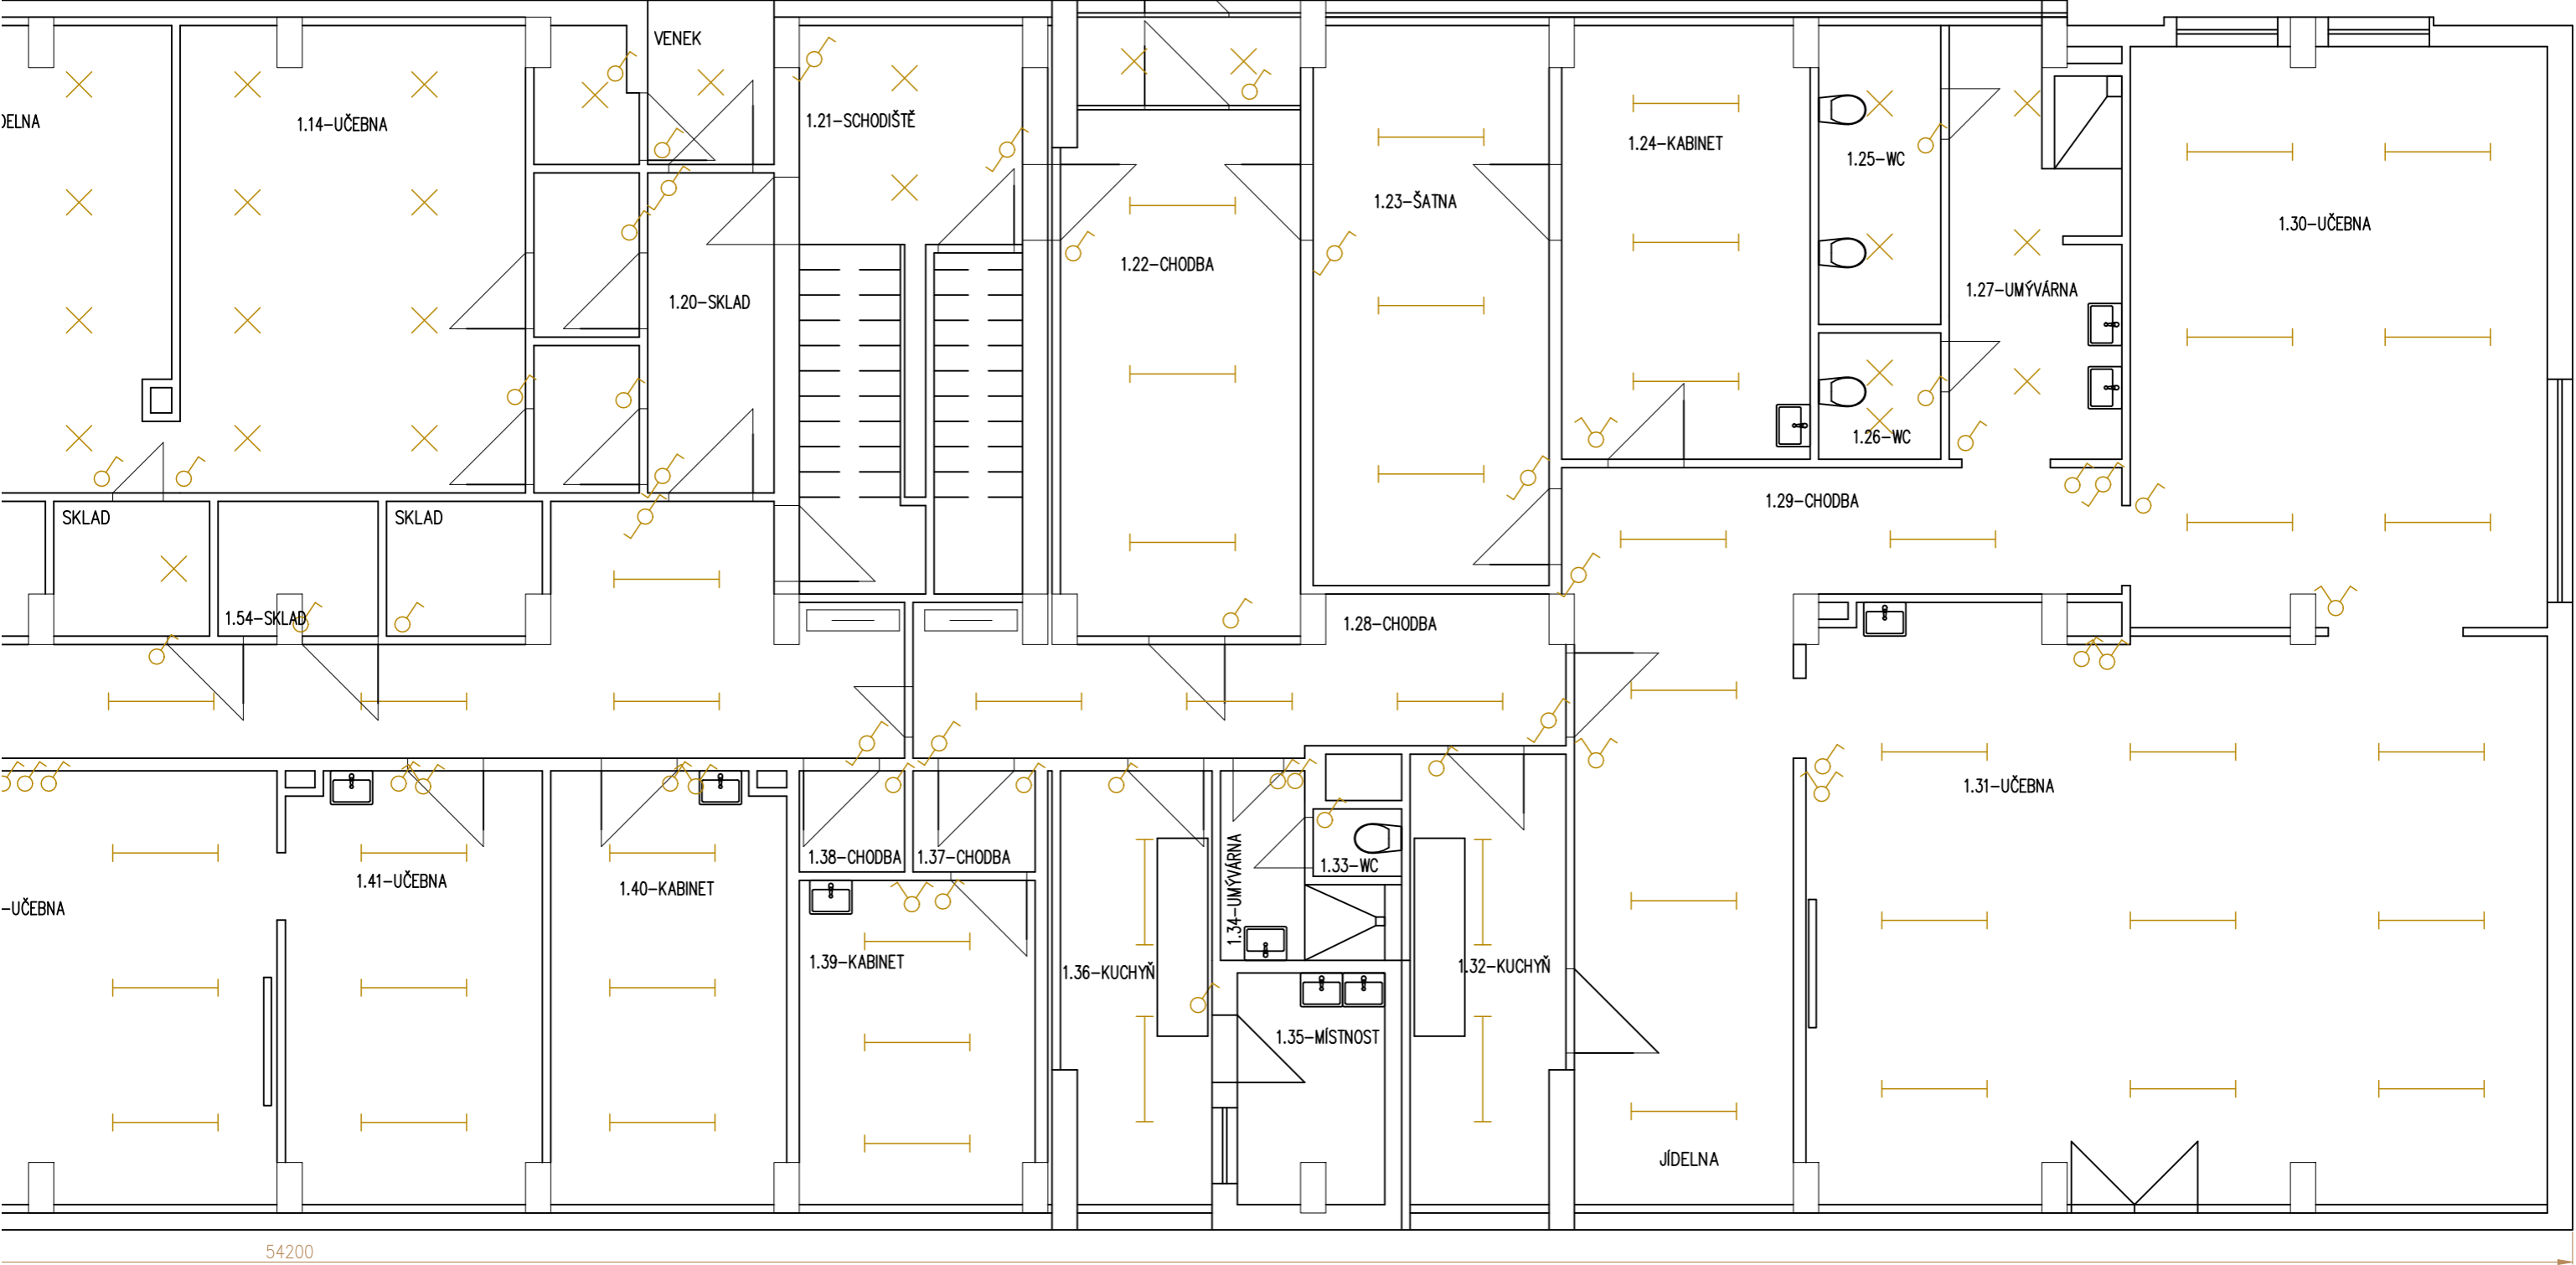 VENEK
DELNA
1.14-UČEBNA
1.21-SCHODIŠTĚ
1.24-KABINET
1.25-WC
1.23-ŠATNA
1.30-UČEBNA
1.22-CHODBA
1.27-UMÝVÁRNA
1.20-SKLAD
1.26-WC
1.29-CHODBA
SKLAD
SKLAD
1.54-SKLAD
1.28-CHODBA
1.31-UČEBNA
1.38-CHODBA
1.37-CHODBA
1.33-WC
1.41-UČEBNA
1.40-KABINET
1.34-UMÝVÁRNA
-UČEBNA
1.39-KABINET
1.36-KUCHYŇ
1.32-KUCHYŇ
1.35-MÍSTNOST
JÍDELNA
54200